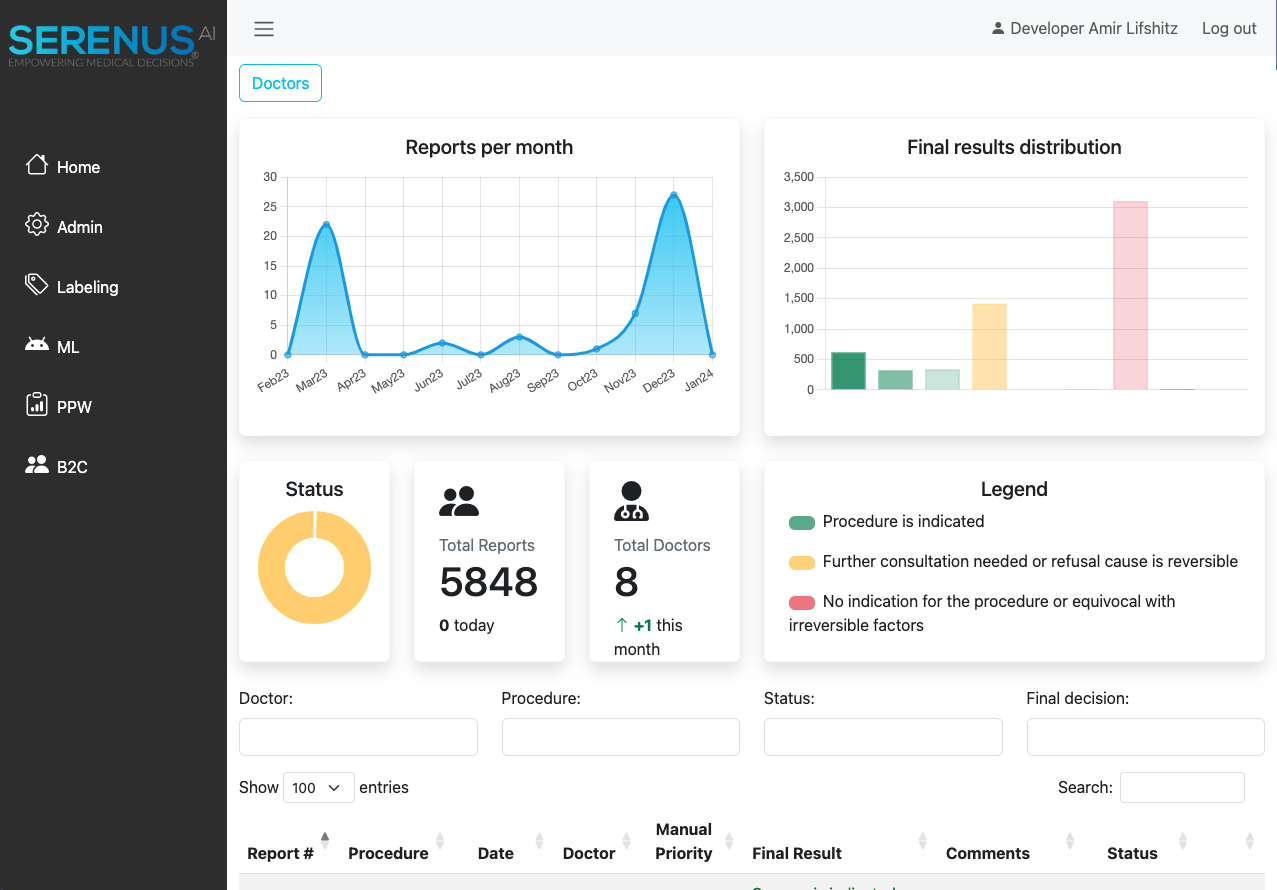 SERENUS AI
EMPOWERING MEDICAL DECISIONS ®
Developer Amir Lifshitz
Log out
Home
Admin
Labeling
ML
PPW
B2C
Doctors
Reports per month
30
25
20
15
10
5
0
Feb23 Mar23 Apr23 May23 Jun23 Jul23 Aug23 Sep23 Oct23 Nov23 Dec23 Jan24
Final results distribution
3,500
3,000
2,500
2,000
1,500
1,000
500
0
Status
Total Reports
5848
0 today
Total Doctors
8
↑ +1 this
month
Legend
Procedure is indicated
Further consultation needed or refusal cause is reversible
No indication for the procedure or equivocal with
irreversible factors
Doctor:
Procedure:
Status:
Final decision:
Show 100 entries
Search:
Report #
Procedure
Date
Doctor
Manual
Priority
Final Result
Comments
Status